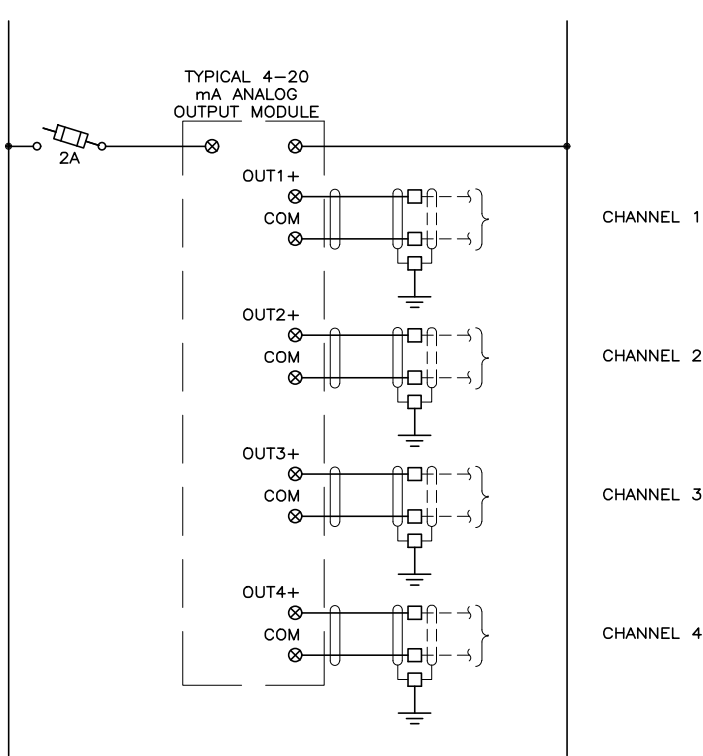 TYPICAL 4-20
mA ANALOG
OUTPUT MODULE
2A
OUT1+
COM
CHANNEL 1
OUT2+
COM
CHANNEL 2
OUT3+
COM
CHANNEL 3
OUT4+
COM
CHANNEL 4